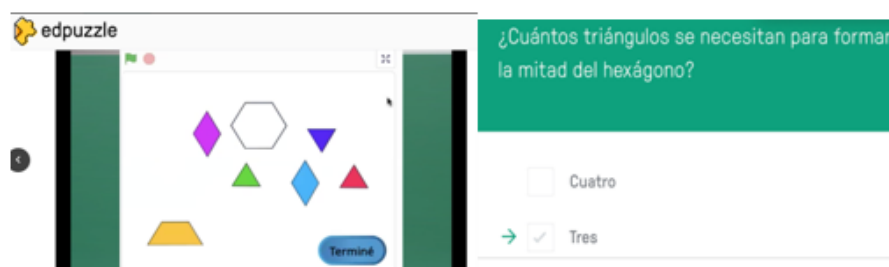 edpuzzle
Terminé
¿Cuántos triángulos se necesitan para formar
la mitad del hexágono?
Cuatro
Tres